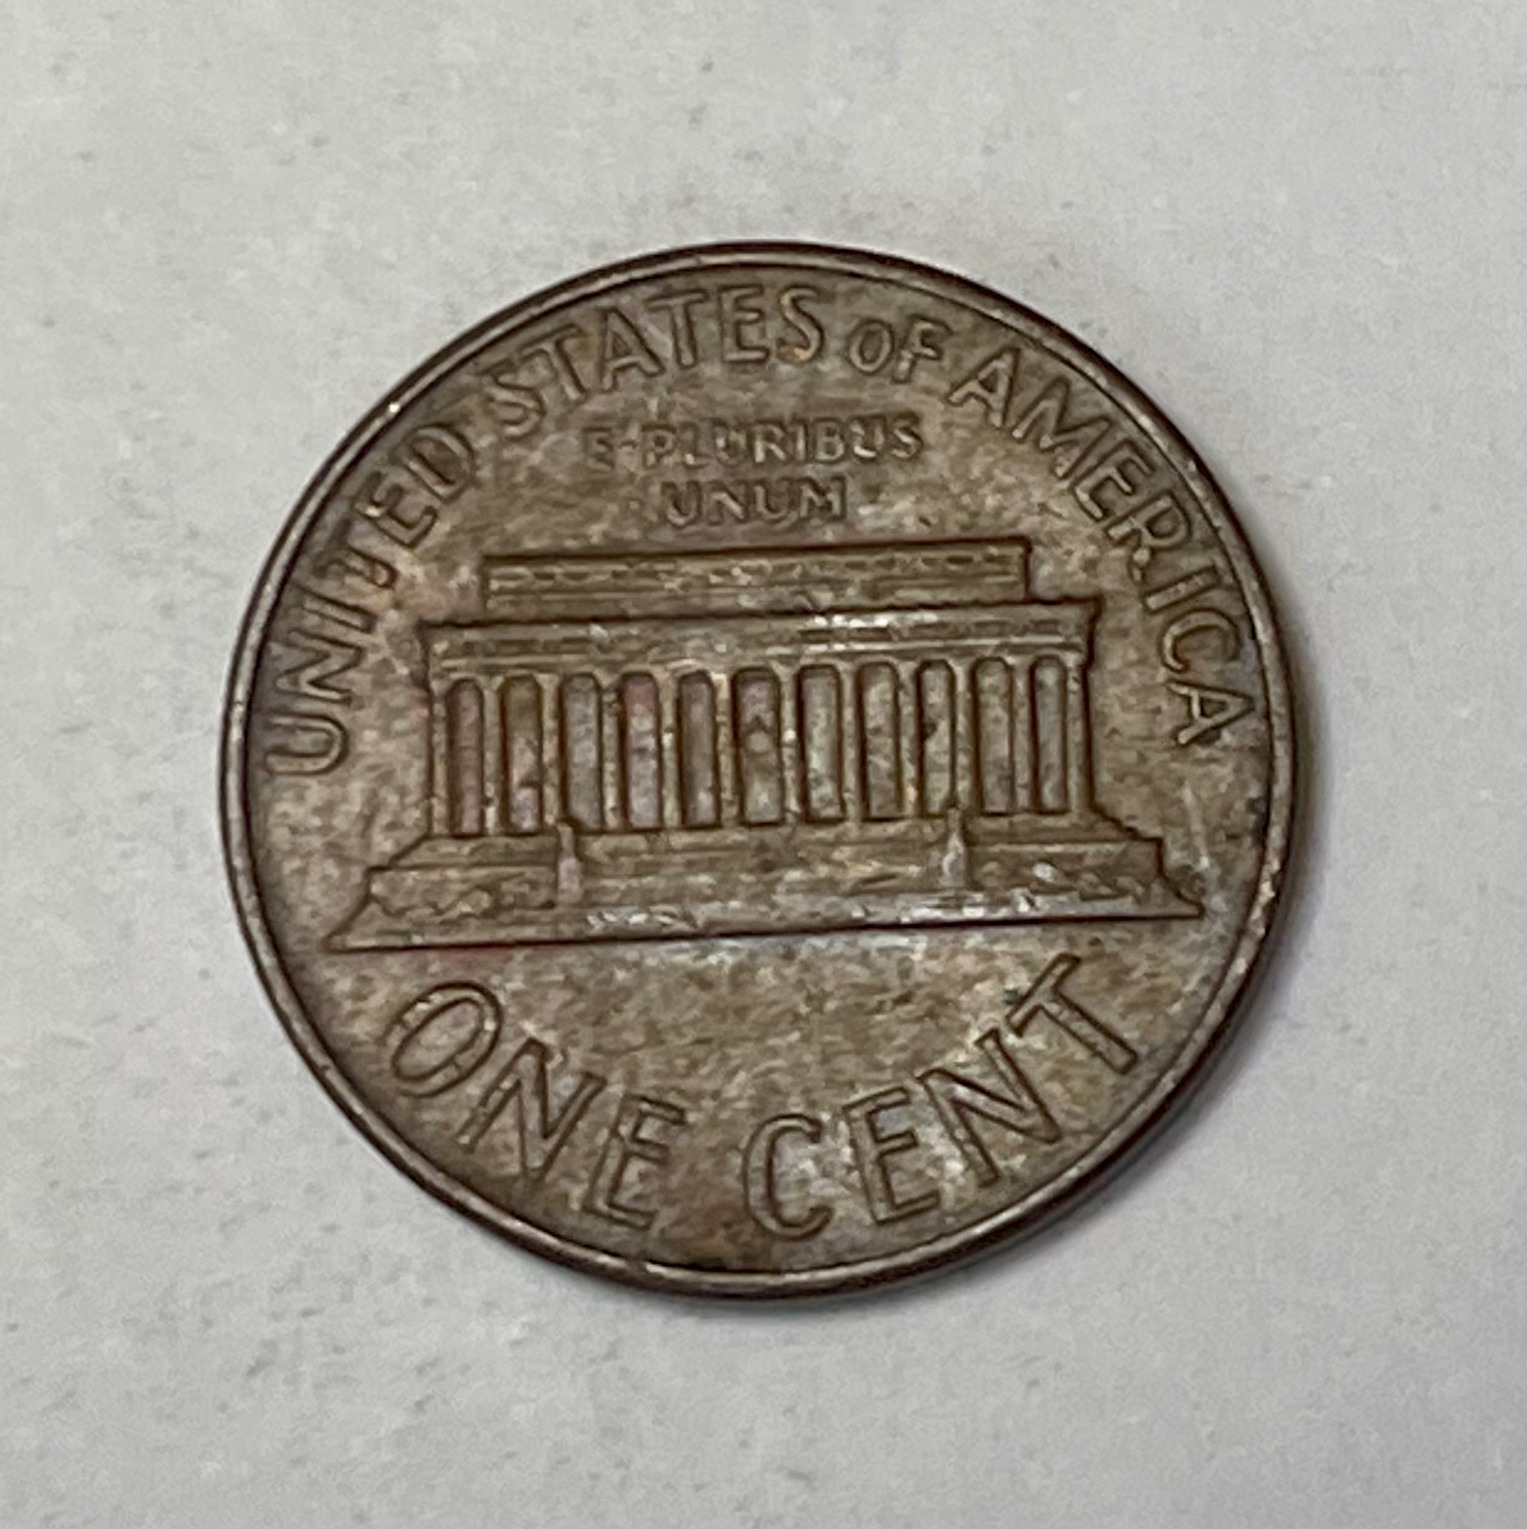 UNITED STATES OF AMERICA
E·PLURIBUS
UNUM
ONE CENT